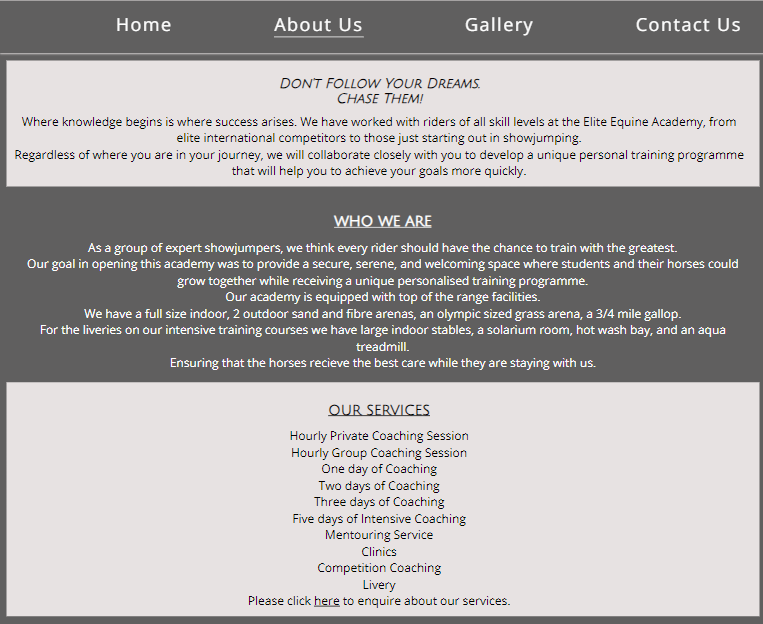 Home About Us Gallery Contact Us
Don't Follow Your Dreams.
Chase Them!
Where knowledge begins is where success arises. We have worked with riders of all skill levels at the Elite Equine Academy, from
elite international competitors to those just starting out in showjumping.
Regardless of where you are in your journey, we will collaborate closely with you to develop a unique personal training programme
that will help you to achieve your goals more quickly.
WHO WE ARE
As a group of expert showjumpers, we think every rider should have the chance to train with the greatest.
Our goal in opening this academy was to provide a secure, serene, and welcoming space where students and their horses could
grow together while receiving a unique personalised training programme.
Our academy is equipped with top of the range facilities.
We have a full size indoor, 2 outdoor sand and fibre arenas, an olympic sized grass arena, a 3/4 mile gallop.
For the liveries on our intensive training courses we have large indoor stables, a solarium room, hot wash bay, and an aqua
treadmill.
Ensuring that the horses recieve the best care while they are staying with us.
OUR SERVICES
Hourly Private Coaching Session
Hourly Group Coaching Session
One day of Coaching
Two days of Coaching
Three days of Coaching
Five days of Intensive Coaching
Mentouring Service
Clinics
Competition Coaching
Livery
Please click here to enquire about our services.